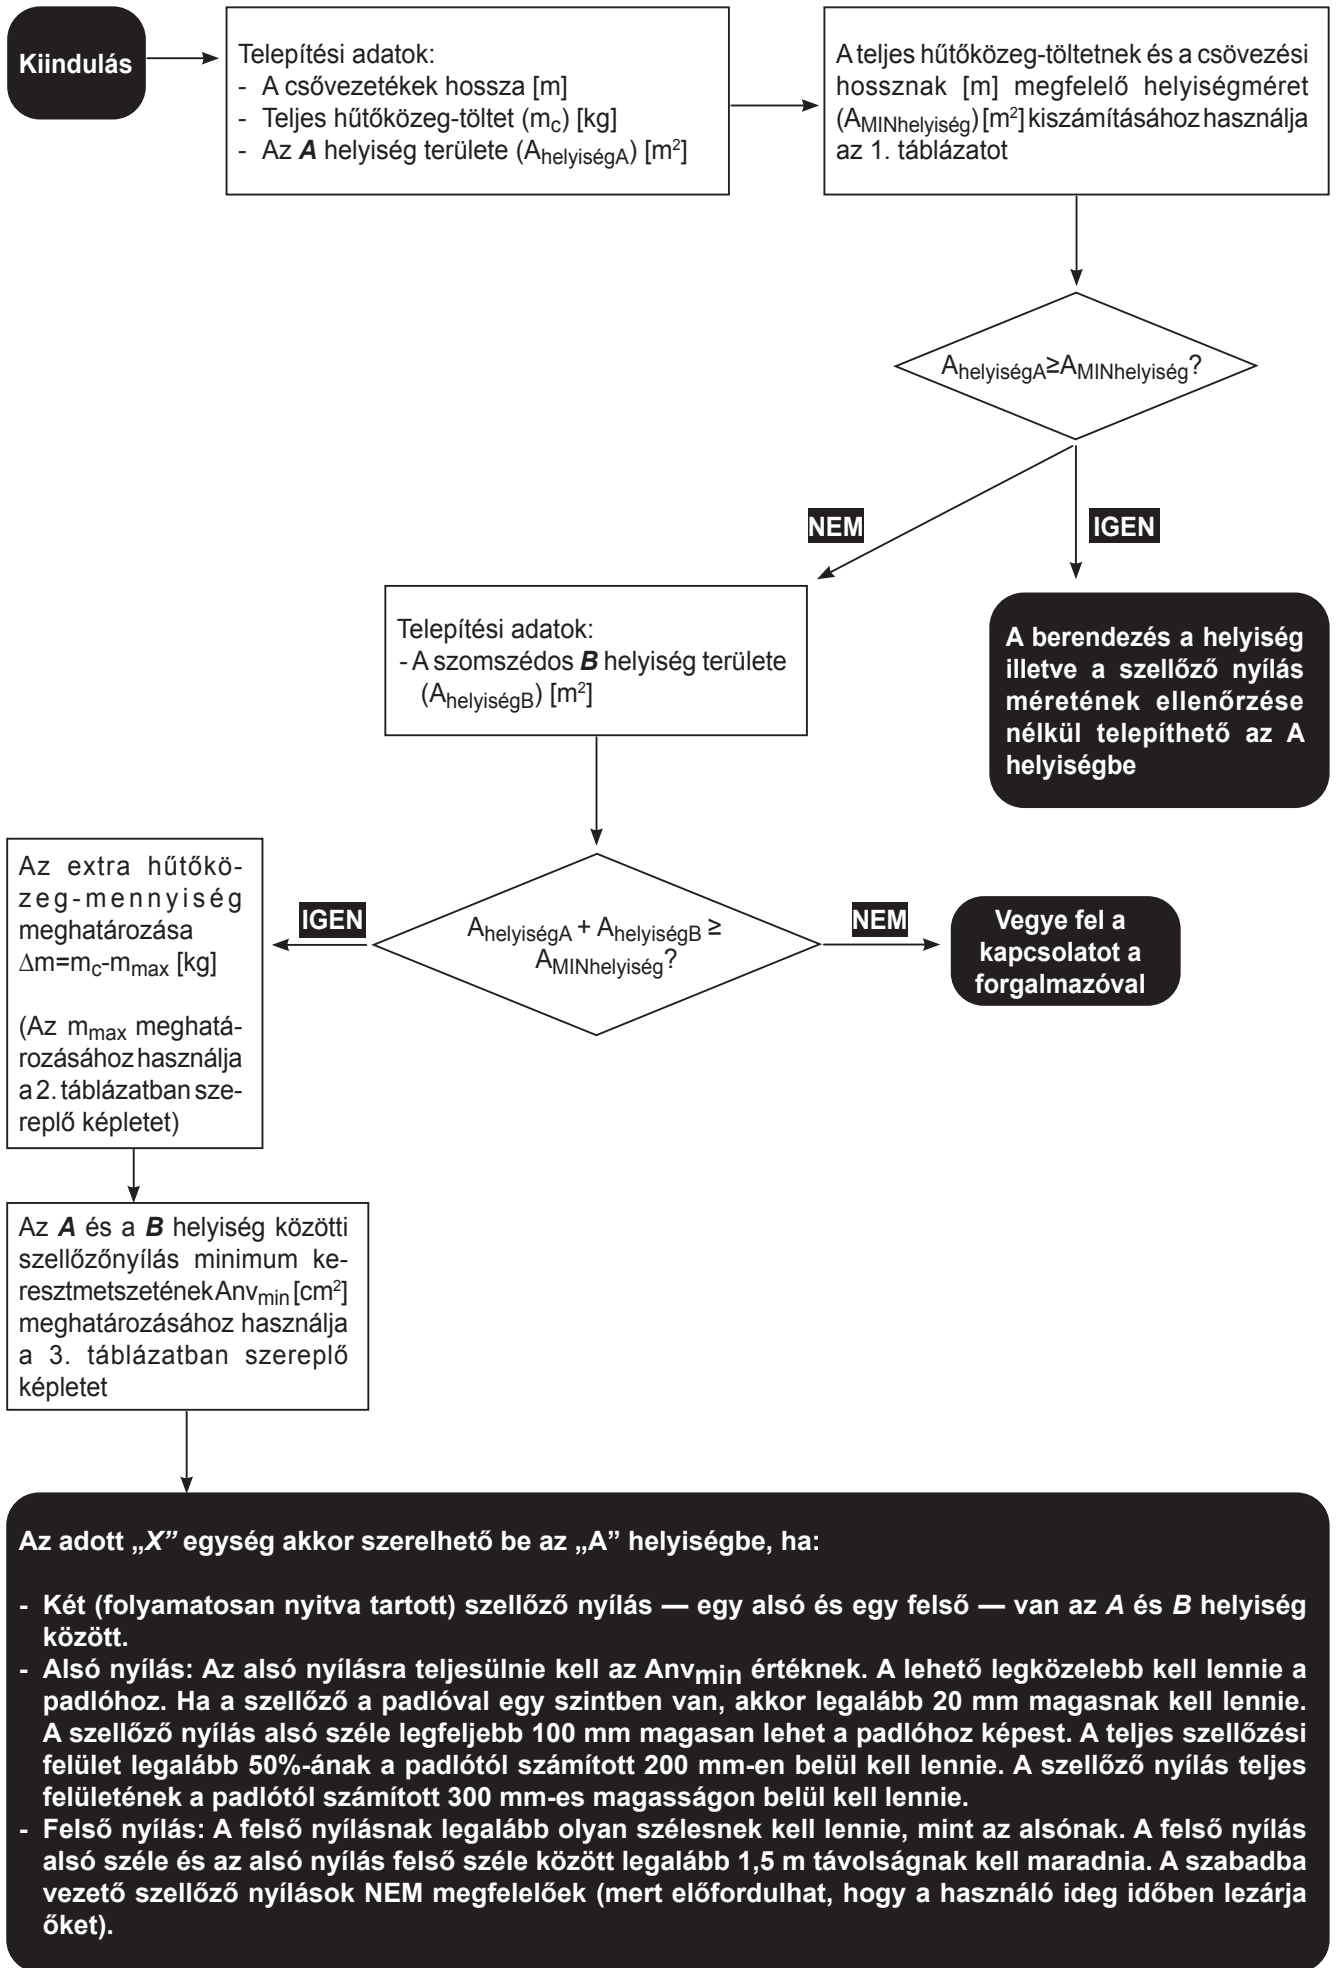 Kiindulás
Telepítési adatok:
- A csővezetékek hossza [m]
- Teljes hűtőközeg-töltet (mc) [kg]
- Az A helyiség területe (AhelyiségA) [m²]
A teljes hűtőközeg-töltetnek és a csövezési
hossznak [m] megfelelő helyiségméret
(AMINhelyiség) [m²] kiszámításához használja
az 1. táblázatot
AhelyiségA≥AMINhelyiség?
NEM
IGEN
Telepítési adatok:
- A szomszédos B helyiség területe
(AhelyiségB) [m²]
A berendezés a helyiség
illetve a szellőző nyílás
méretének ellenőrzése
nélkül telepíthető az A
helyiségbe
Az extra hűtőkö-
zeg-mennyiség
meghatározása
Δm=mc-mmax [kg]
(Az mmax meghatá-
rozásához használja
a 2. táblázatban sze-
replő képletet)
IGEN
AhelyiségA + AhelyiségB ≥
AMINhelyiség?
NEM
Vegye fel a
kapcsolatot a
forgalmazóval
Az A és a B helyiség közötti
szellőzőnyílás minimum ke-
resztmetszetének Anvmin [cm²]
meghatározásához használja
a 3. táblázatban szereplő
képletet
Az adott „X” egység akkor szerelhető be az „A” helyiségbe, ha:
- Két (folyamatosan nyitva tartott) szellőző nyílás — egy alsó és egy felső — van az A és B helyiség
között.
- Alsó nyílás: Az alsó nyílásra teljesülnie kell az Anvmin értéknek. A lehető legközelebb kell lennie a
padlóhoz. Ha a szellőző a padlóval egy szintben van, akkor legalább 20 mm magasnak kell lennie.
A szellőző nyílás alsó széle legfeljebb 100 mm magasan lehet a padlóhoz képest. A teljes szellőzési
felület legalább 50%-ának a padlótól számított 200 mm-en belül kell lennie. A szellőző nyílás teljes
felületének a padlótól számított 300 mm-es magasságon belül kell lennie.
- Felső nyílás: A felső nyílásnak legalább olyan szélesnek kell lennie, mint az alsónak. A felső nyílás
alsó széle és az alsó nyílás felső széle között legalább 1,5 m távolságnak kell maradnia. A szabadba
vezető szellőző nyílások NEM megfelelőek (mert előfordulhat, hogy a használó ideg időben lezárja
őket).